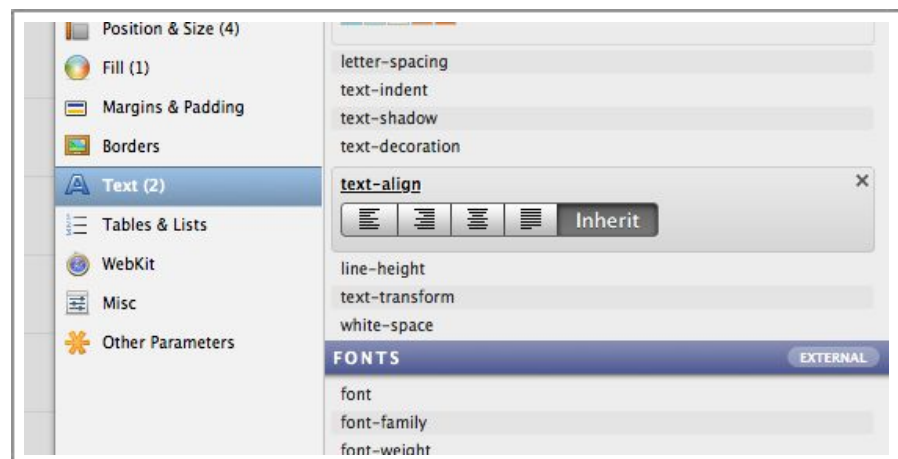 Position & Size (4)
Fill (1)
Margins & Padding
Borders
Text (2)
Tables & Lists
WebKit
Misc
Other Parameters
letter-spacing
text-indent
text-shadow
text-decoration
text-align
Inherit
line-height
text-transform
white-space
FONTS EXTERNAL
font
font-family
font-weight